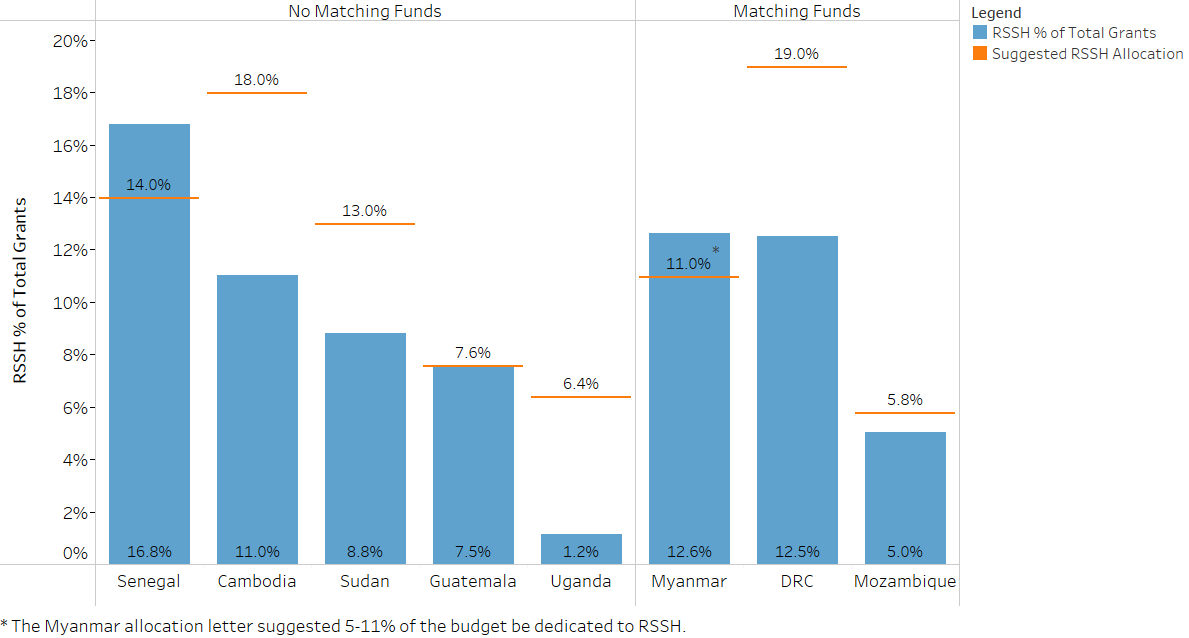 No Matching Funds
Matching Funds
Legend
RSSH % of Total Grants
Suggested RSSH Allocation
RSSH % of Total Grants
20%
18%
16%
14%
12%
10%
8%
6%
4%
2%
0%
14.0%
18.0%
13.0%
7.6%
6.4%
*
11.0%
19.0%
5.8%
16.8%
11.0%
8.8%
7.5%
1.2%
12.6%
12.5%
5.0%
Senegal
Cambodia
Sudan
Guatemala
Uganda
Myanmar
DRC
Mozambique
* The Myanmar allocation letter suggested 5-11% of the budget be dedicated to RSSH.